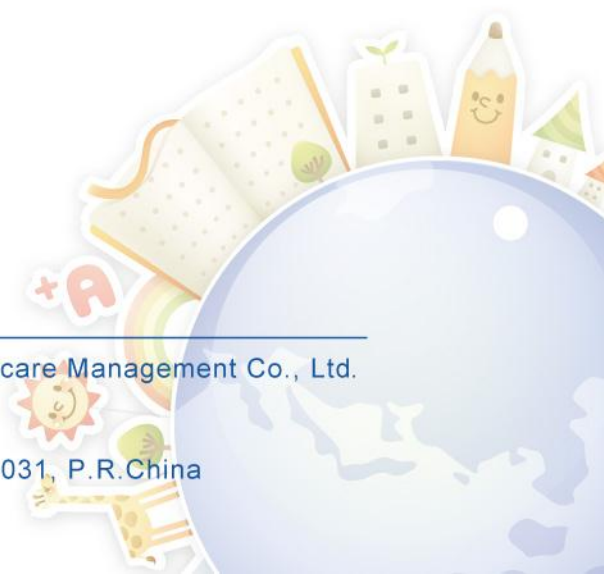 +A
care Management Co., Ltd.
031, P.R.China